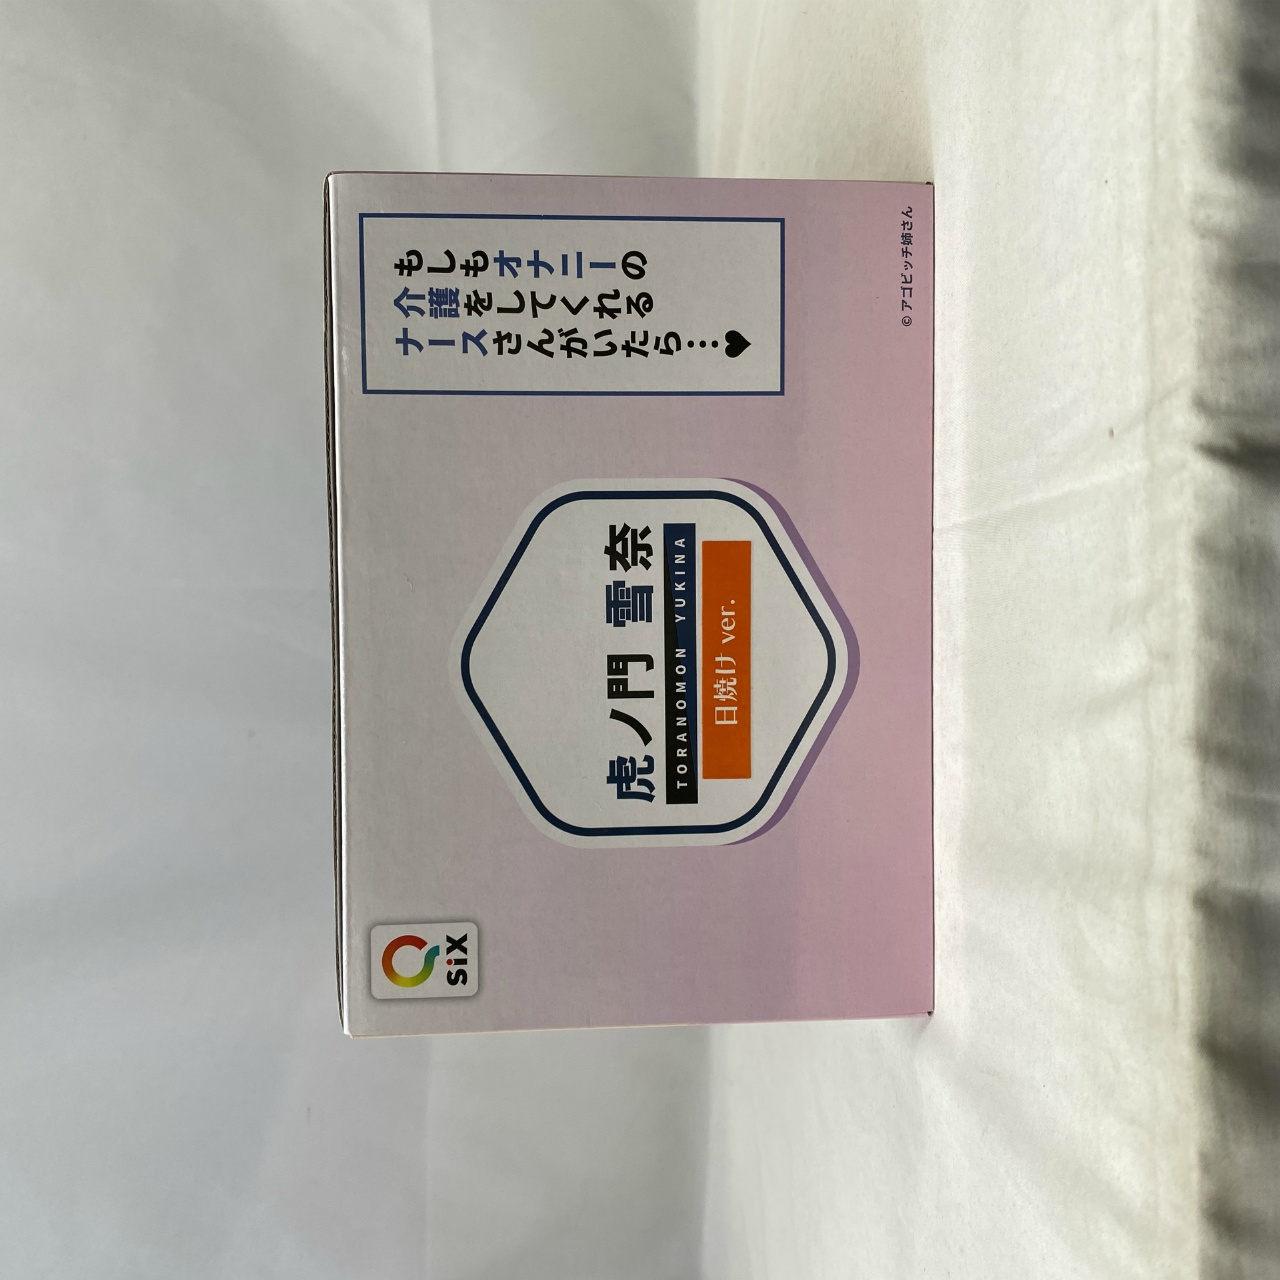 Q
six
虎ノ門 雪奈
TORANOMON YUKINA
日焼け ver.
もしもオナニーの
介護をしてくれる
ナースさんがいたら…♥
© アゴビッチ姉さん